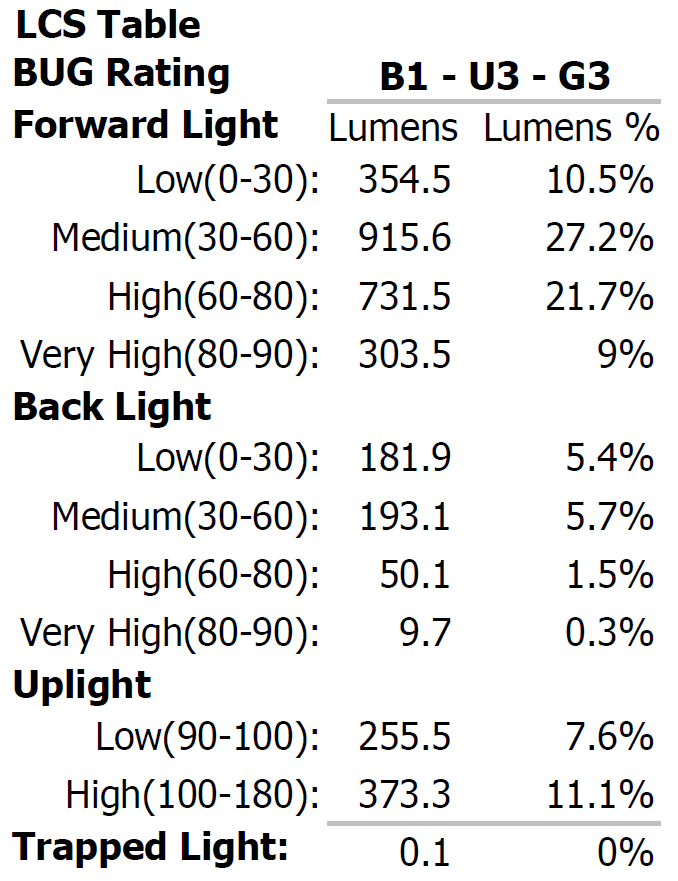 LCS Table
BUG Rating B1 - U3 - G3
Forward Light Lumens Lumens %
Low(0-30): 354.5 10.5%
Medium(30-60): 915.6 27.2%
High(60-80): 731.5 21.7%
Very High(80-90): 303.5 9%
Back Light
Low(0-30): 181.9 5.4%
Medium(30-60): 193.1 5.7%
High(60-80): 50.1 1.5%
Very High(80-90): 9.7 0.3%
Uplight
Low(90-100): 255.5 7.6%
High(100-180): 373.3 11.1%
Trapped Light: 0.1 0%